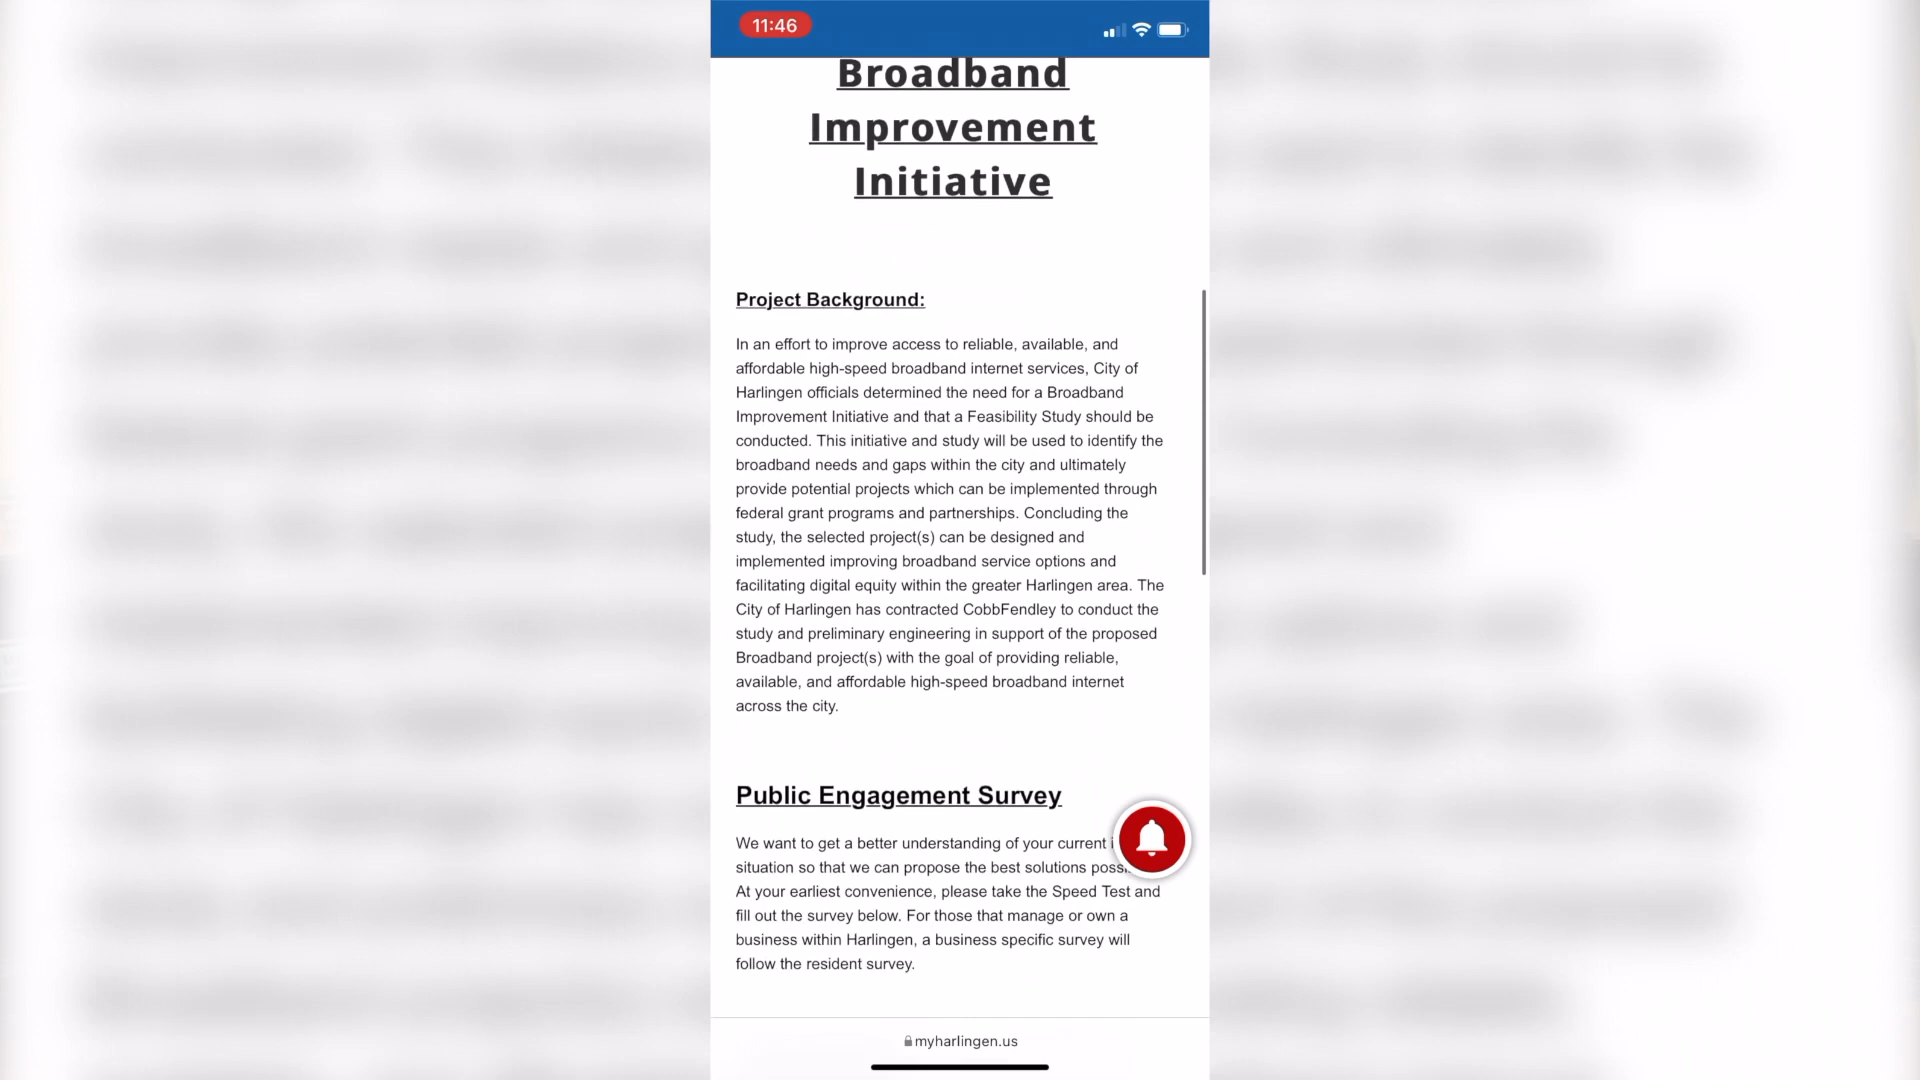 11:46
Broadband
Improvement
Initiative
Project Background:
In an effort to improve access to reliable, available, and
affordable high-speed broadband internet services, City of
Harlingen officials determined the need for a Broadband
Improvement Initiative and that a Feasibility Study should be
conducted. This initiative and study will be used to identify the
broadband needs and gaps within the city and ultimately
provide potential projects which can be implemented through
federal grant programs and partnerships. Concluding the
study, the selected project(s) can be designed and
implemented improving broadband service options and
facilitating digital equity within the greater Harlingen area. The
City of Harlingen has contracted CobbFendley to conduct the
study and preliminary engineering in support of the proposed
Broadband project(s) with the goal of providing reliable,
available, and affordable high-speed broadband internet
across the city.
Public Engagement Survey
We want to get a better understanding of your current
situation so that we can propose the best solutions
At your earliest convenience, please take the Speed Test and
fill out the survey below. For those that manage or own a
business within Harlingen, a business specific survey will
follow the resident survey.
myharlingen.us